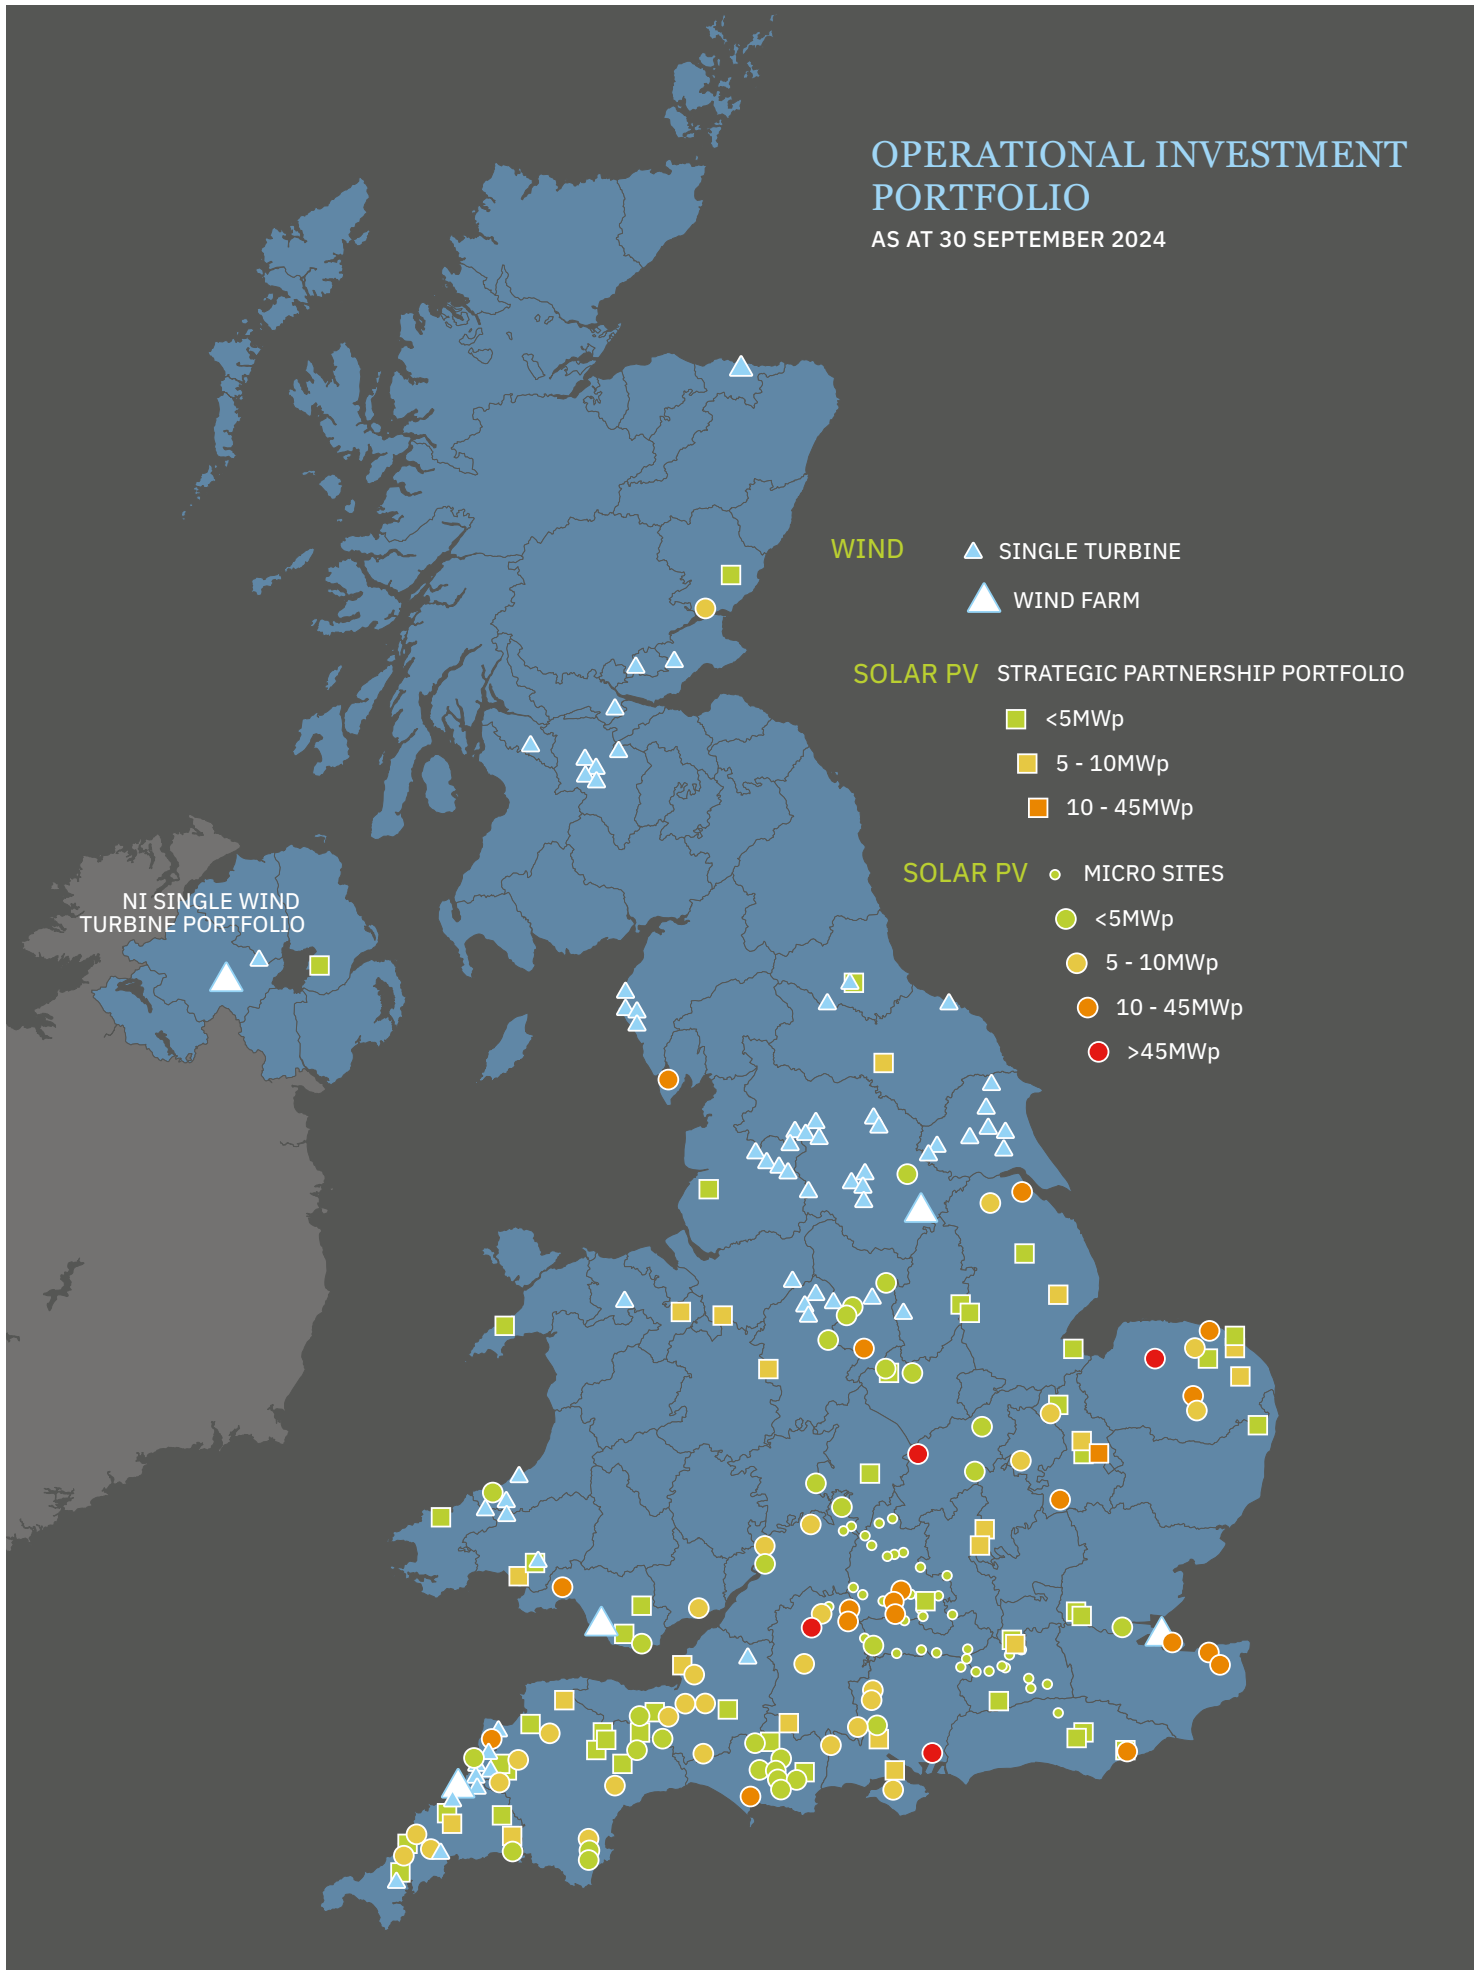 OPERATIONAL INVESTMENT
PORTFOLIO
AS AT 30 SEPTEMBER 2024
WIND
SINGLE TURBINE
WIND FARM
SOLAR PV
STRATEGIC PARTNERSHIP PORTFOLIO
<5MWp
5 - 10MWp
10 - 45MWp
SOLAR PV
MICRO SITES
<5MWp
5 - 10MWp
10 - 45MWp
>45MWp
NI SINGLE WIND
TURBINE PORTFOLIO